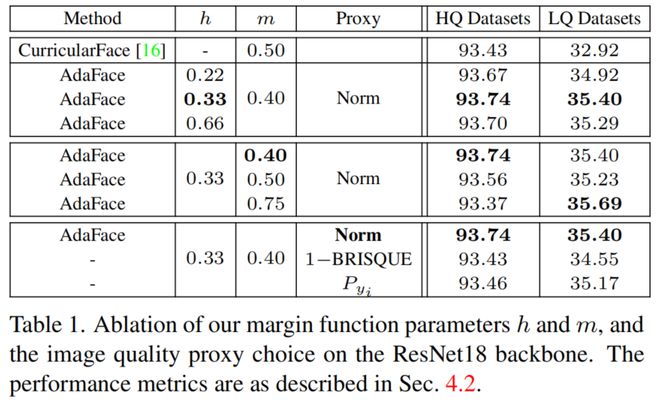 Method h m Proxy HQ Datasets LQ Datasets
CurricularFace [16] - 0.50 93.43 32.92
AdaFace 0.22 93.67 34.92
AdaFace 0.33 0.40 Norm 93.74 35.40
AdaFace 0.66 93.70 35.29
AdaFace 0.40 93.74 35.40
AdaFace 0.33 0.50 Norm 93.56 35.23
AdaFace 0.75 93.37 35.69
AdaFace Norm 93.74 35.40
- 0.33 0.40 1−BRISQUE 93.43 34.55
- P_{y_i} 93.46 35.17
Table 1. Ablation of our margin function parameters h and m, and
the image quality proxy choice on the ResNet18 backbone. The
performance metrics are as described in Sec. 4.2.